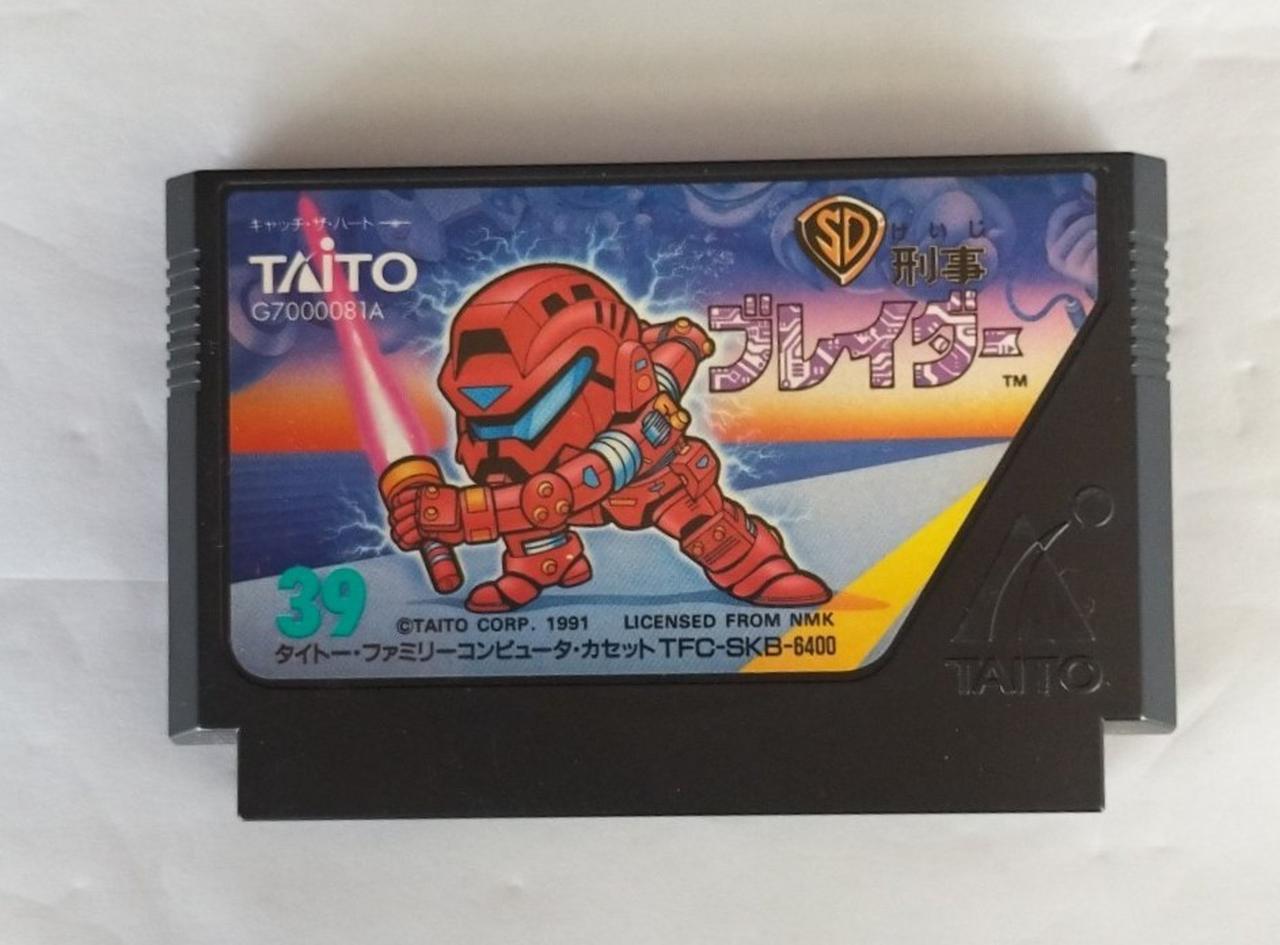 キャッチ・ザ・ハート
TAiTO
G7000081A
SD
けいじ
刑事
ブレイダー
TM
39
©TAITO CORP. 1991 LICENSED FROM NMK
タイトー・ファミリーコンピュータ・カセット TFC-SKB-6400
TAITO